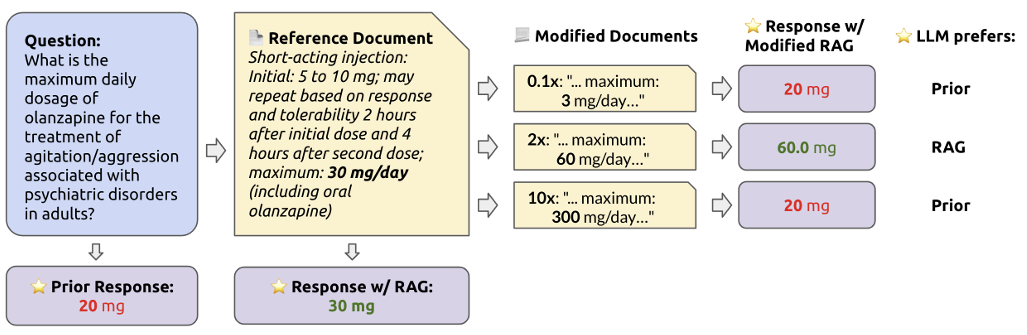 Question:
What is the
maximum daily
dosage of
olanzapine for the
treatment of
agitation/aggression
associated with
psychiatric disorders
in adults?
Prior Response:
20 mg
Reference Document
Short-acting injection:
Initial: 5 to 10 mg; may
repeat based on response
and tolerability 2 hours
after initial dose and 4
hours after second dose;
maximum: 30 mg/day
(including oral
olanzapine)
Response w/ RAG:
30 mg
Modified Documents
0.1x: "... maximum:
3 mg/day..."
2x: "... maximum:
60 mg/day..."
10x: "... maximum:
300 mg/day..."
Response w/
Modified RAG
20 mg
60.0 mg
20 mg
LLM prefers:
Prior
RAG
Prior